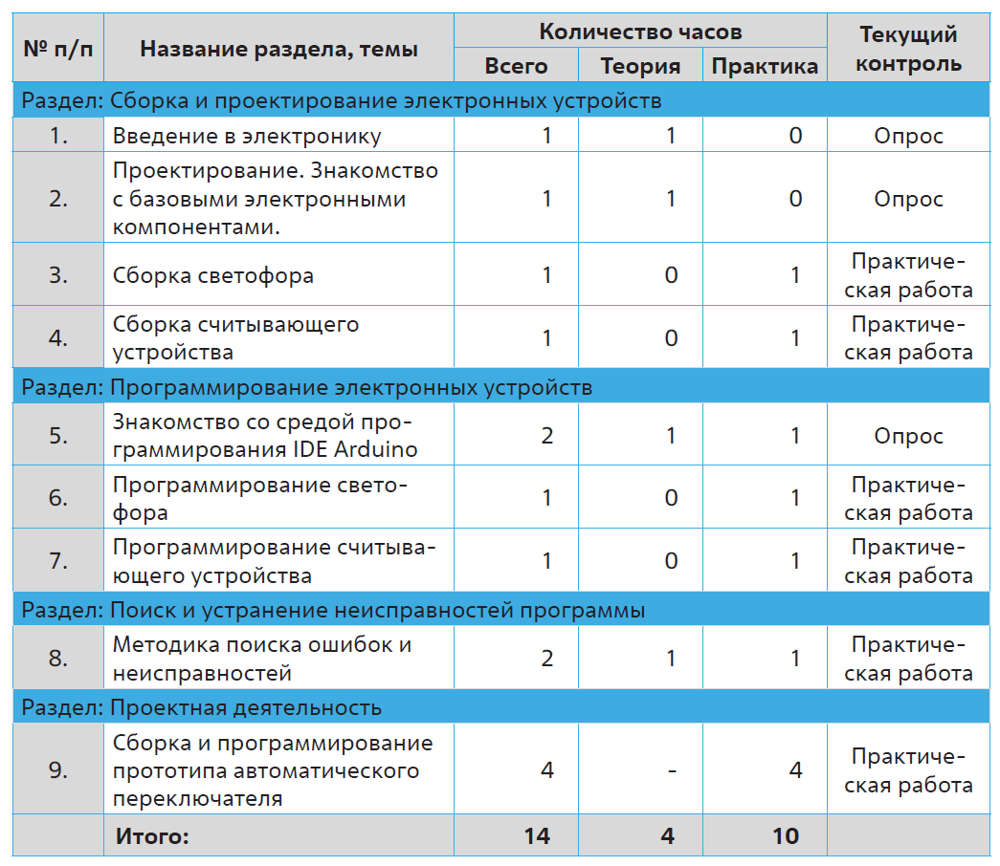 № п/п Название раздела, темы Количество часов Текущий контроль
Всего Теория Практика
Раздел: Сборка и проектирование электронных устройств
1. Введение в электронику 1 1 0 Опрос
2. Проектирование. Знакомство
с базовыми электронными
компонентами. 1 1 0 Опрос
3. Сборка светофора 1 0 1 Практиче-
ская работа
4. Сборка считывающего
устройства 1 0 1 Практиче-
ская работа
Раздел: Программирование электронных устройств
5. Знакомство со средой про-
граммирования IDE Arduino 2 1 1 Опрос
6. Программирование свето-
фора 1 0 1 Практиче-
ская работа
7. Программирование считыва-
ющего устройства 1 0 1 Практиче-
ская работа
Раздел: Поиск и устранение неисправностей программы
8. Методика поиска ошибок и
неисправностей 2 1 1 Практиче-
ская работа
Раздел: Проектная деятельность
9. Сборка и программирование
прототипа автоматического
переключателя 4 - 4 Практиче-
ская работа
Итого: 14 4 10